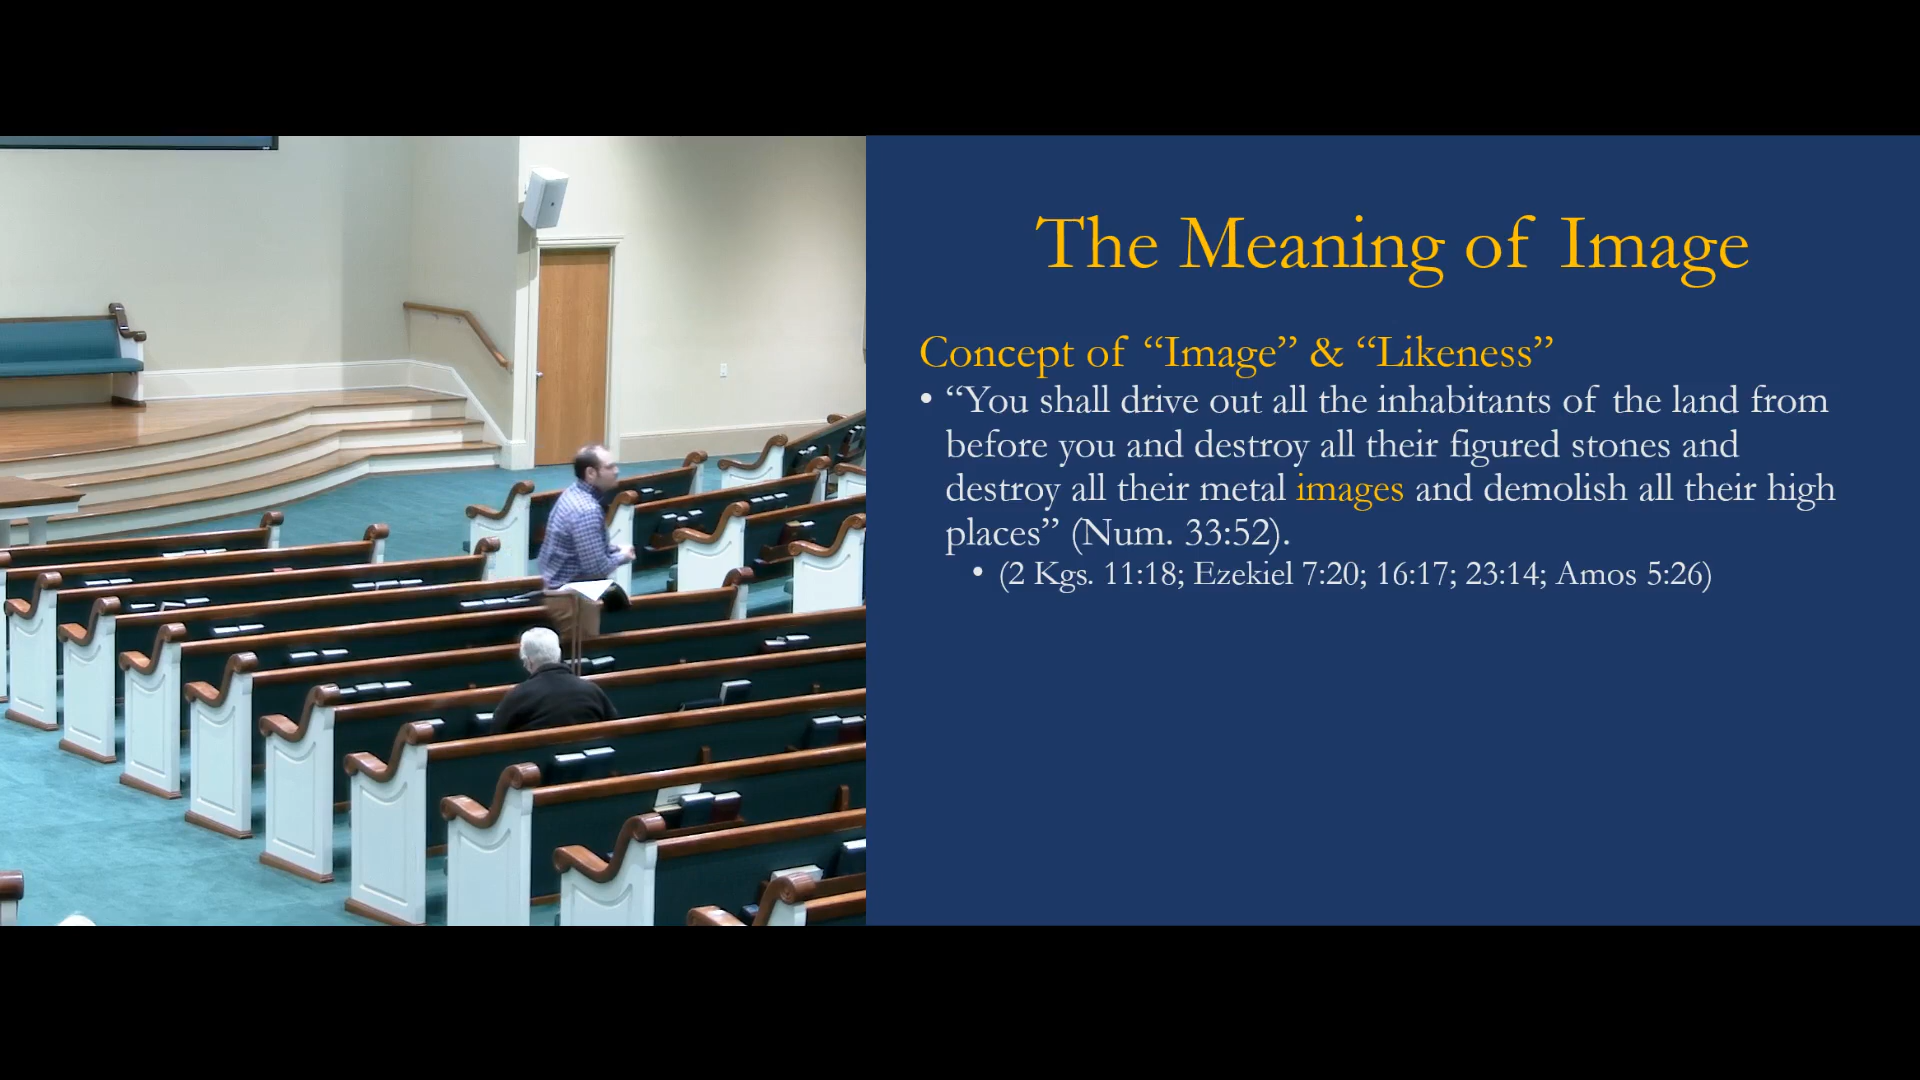 The Meaning of Image
Concept of “Image” & “Likeness”
• “You shall drive out all the inhabitants of the land from
before you and destroy all their figured stones and
destroy all their metal images and demolish all their high
places” (Num. 33:52).
• (2 Kgs. 11:18; Ezekiel 7:20; 16:17; 23:14; Amos 5:26)